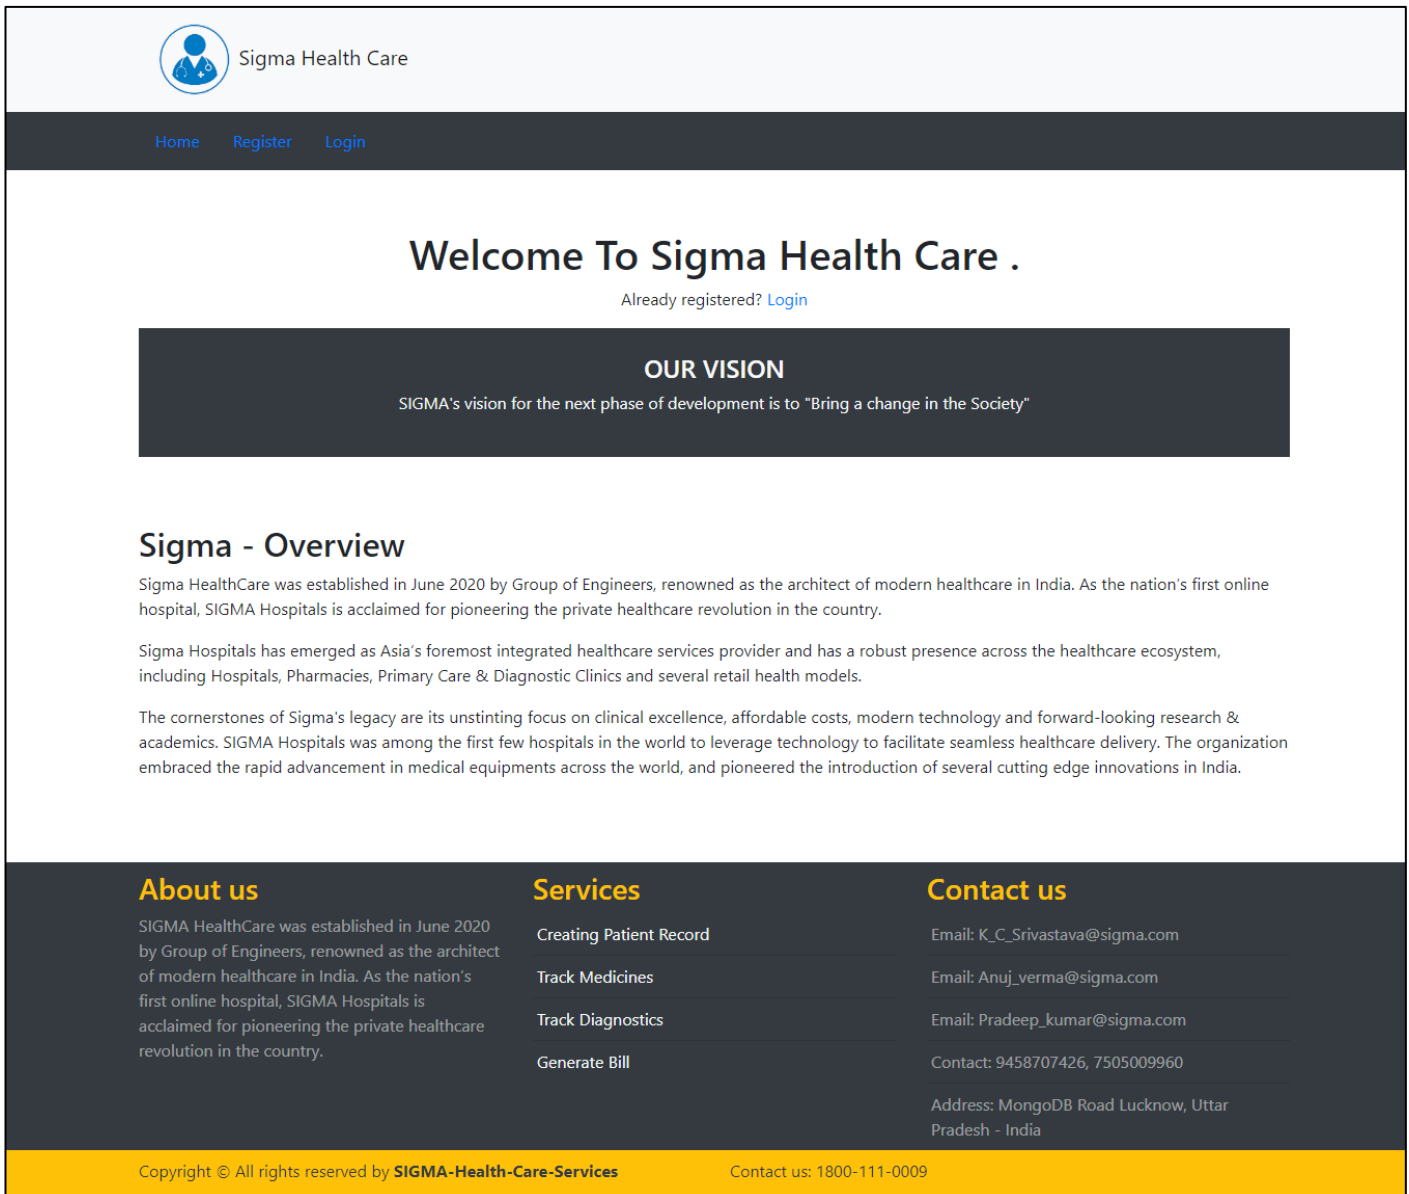 Sigma Health Care
Home Register Login
Welcome To Sigma Health Care .
Already registered? Login
OUR VISION
SIGMA's vision for the next phase of development is to "Bring a change in the Society"
Sigma - Overview
Sigma HealthCare was established in June 2020 by Group of Engineers, renowned as the architect of modern healthcare in India. As the nation's first online
hospital, SIGMA Hospitals is acclaimed for pioneering the private healthcare revolution in the country.
Sigma Hospitals has emerged as Asia's foremost integrated healthcare services provider and has a robust presence across the healthcare ecosystem,
including Hospitals, Pharmacies, Primary Care & Diagnostic Clinics and several retail health models.
The cornerstones of Sigma's legacy are its unstinting focus on clinical excellence, affordable costs, modern technology and forward-looking research &
academics. SIGMA Hospitals was among the first few hospitals in the world to leverage technology to facilitate seamless healthcare delivery. The organization
embraced the rapid advancement in medical equipments across the world, and pioneered the introduction of several cutting edge innovations in India.
About us
SIGMA HealthCare was established in June 2020
by Group of Engineers, renowned as the architect
of modern healthcare in India. As the nation's
first online hospital, SIGMA Hospitals is
acclaimed for pioneering the private healthcare
revolution in the country.
Services
Creating Patient Record
Track Medicines
Track Diagnostics
Generate Bill
Contact us
Email: K_C_Srivastava@sigma.com
Email: Anuj_verma@sigma.com
Email: Pradeep_kumar@sigma.com
Contact: 9458707426, 7505009960
Address: MongoDB Road Lucknow, Uttar
Pradesh - India
Copyright © All rights reserved by SIGMA-Health-Care-Services
Contact us: 1800-111-0009